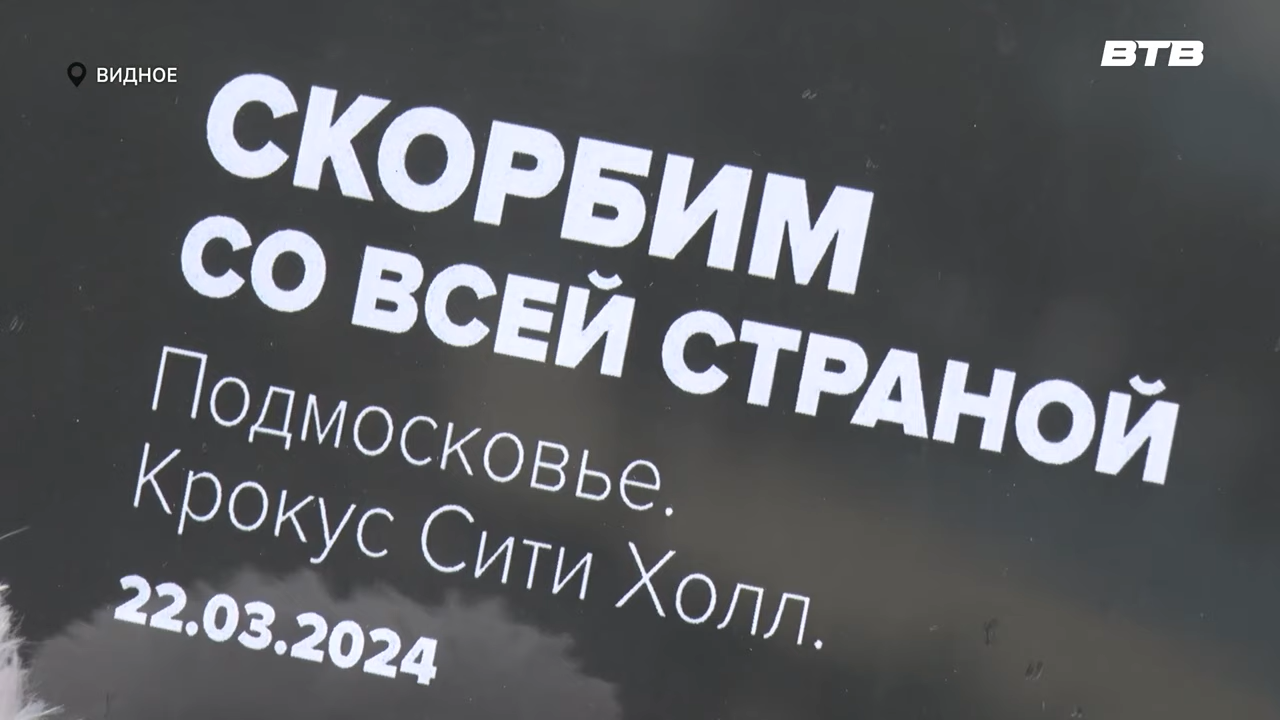 ВИДНОЕ
ВТВ
СКОРБИМ
СО ВСЕЙ СТРАНОЙ
Подмосковье.
Крокус Сити Холл.
22.03.2024